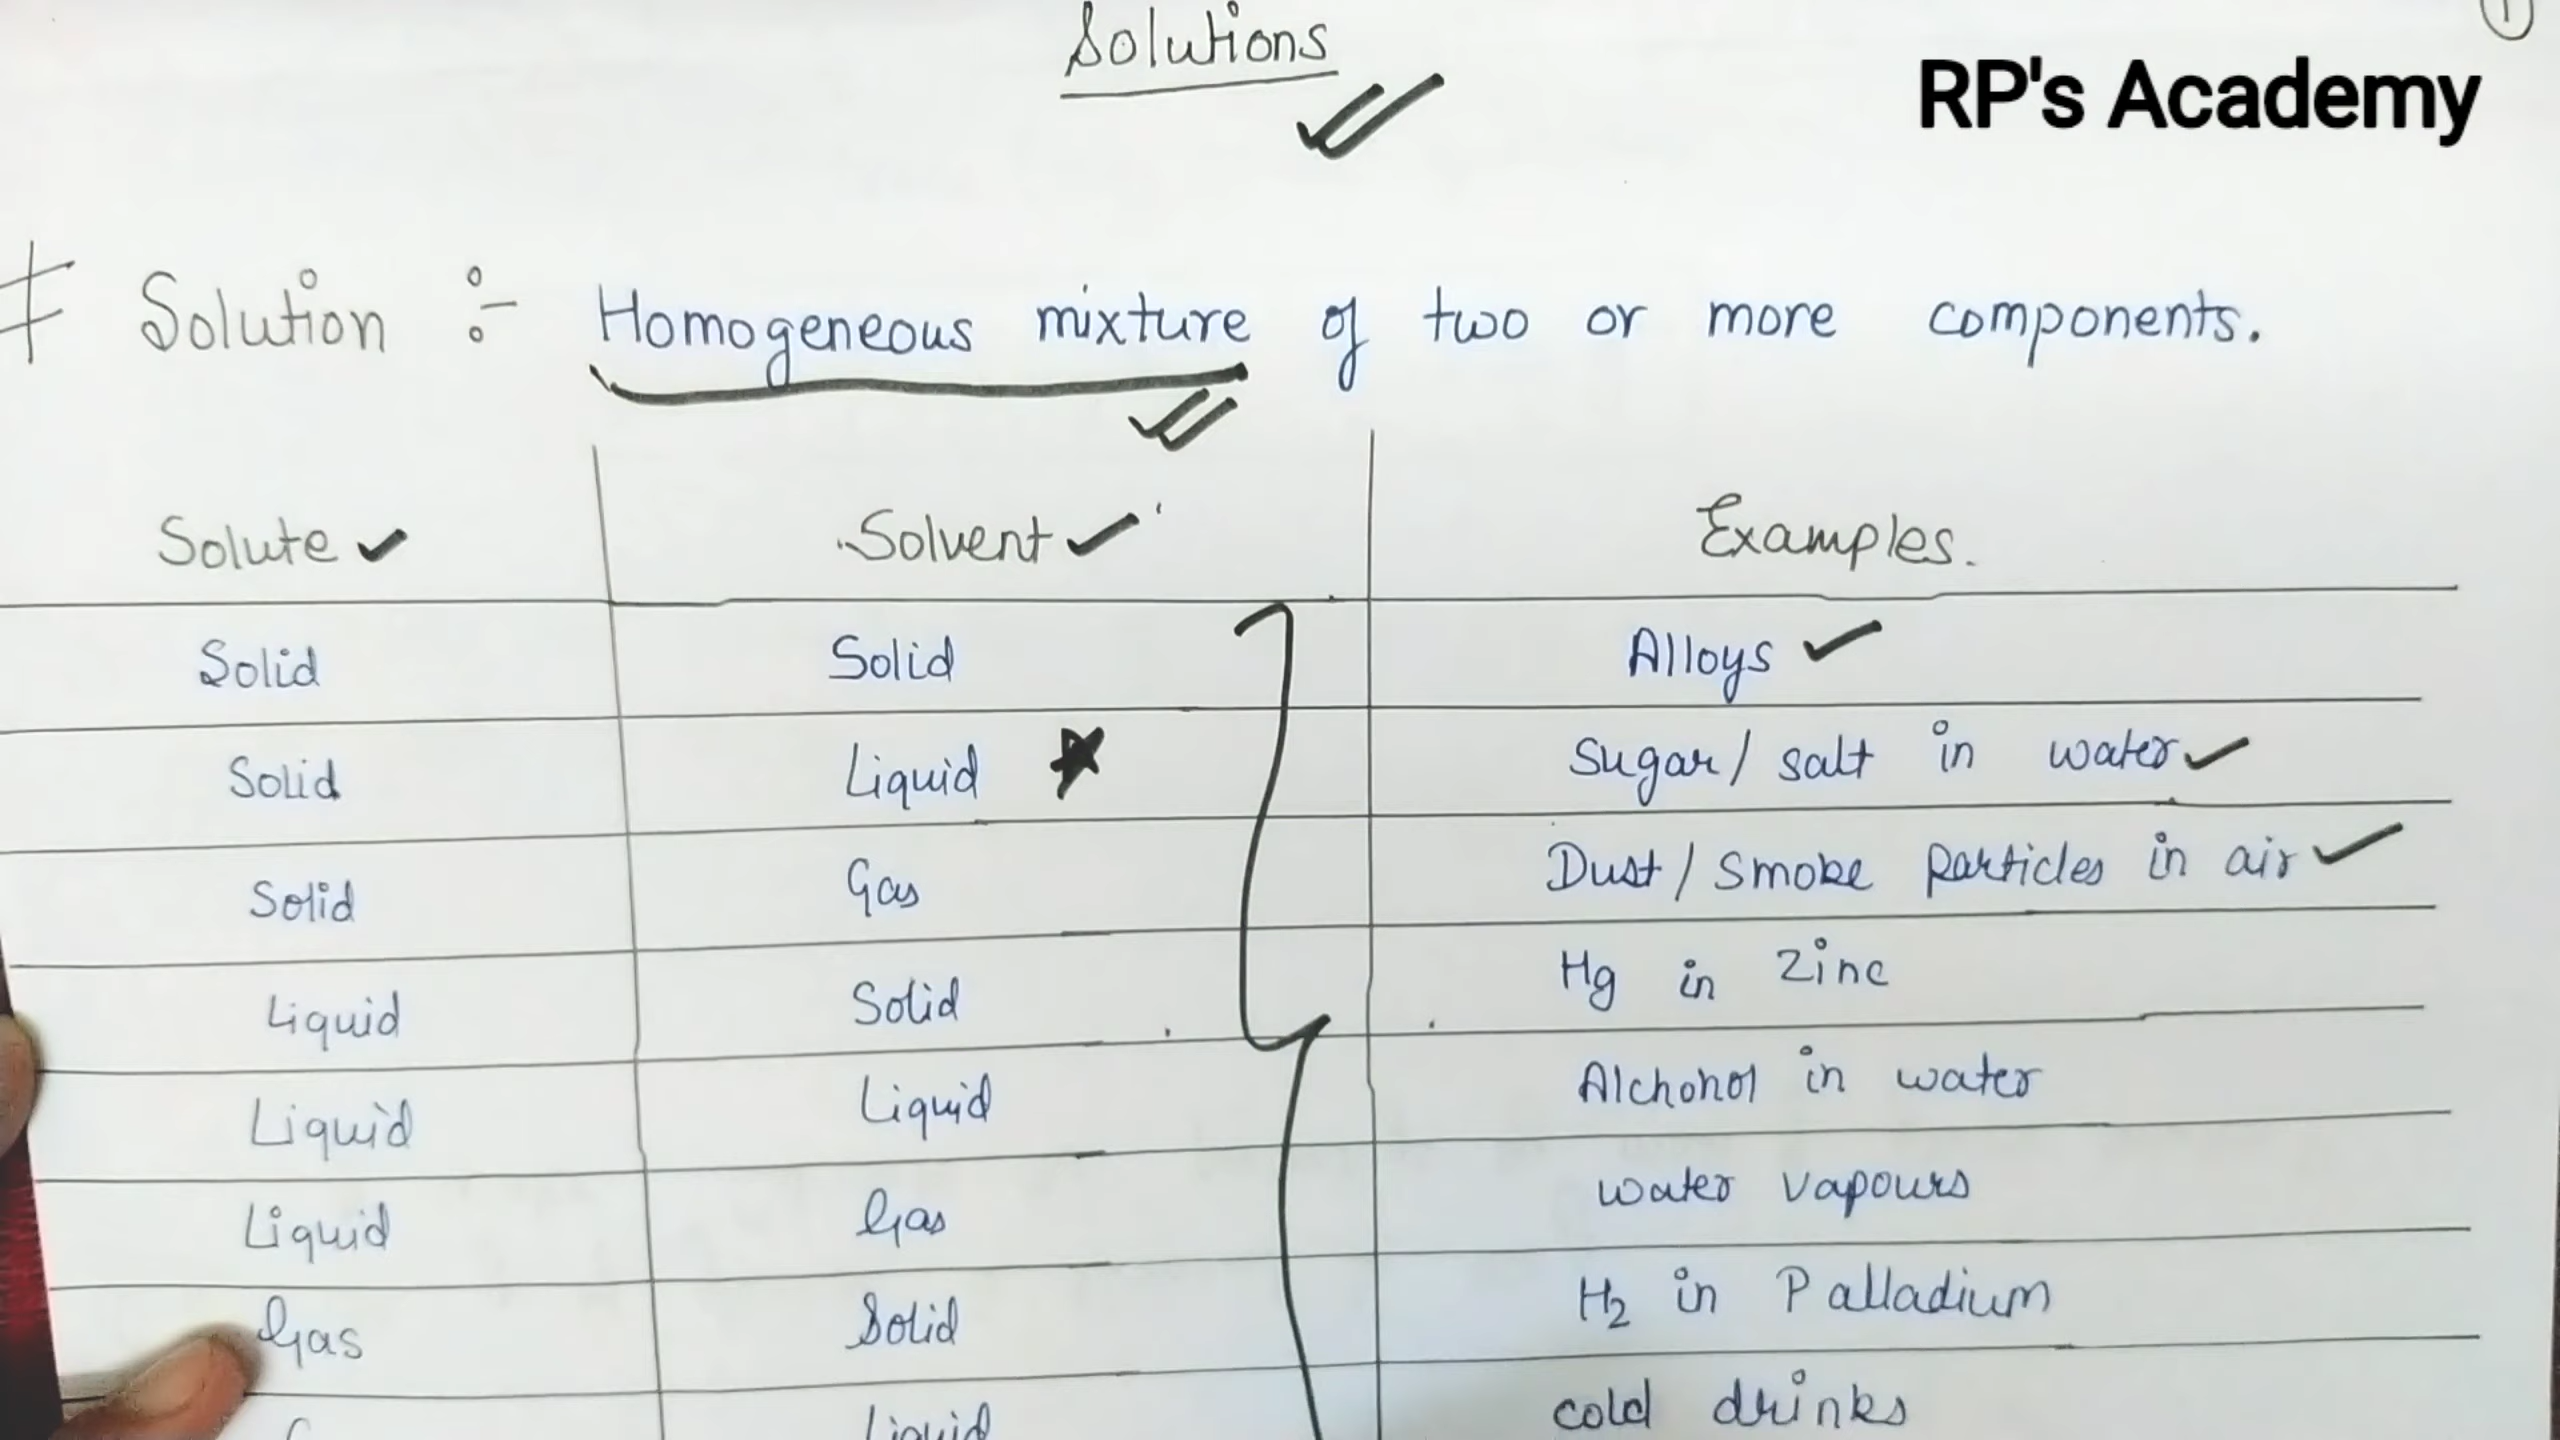 Solutions
1
RP's Academy
# Solution :- Homogeneous mixture of two or more components.
Solute Solvent Examples.
Solid Solid Alloys
Solid Liquid Sugar/ salt in water
Solid Gas Dust/ Smoke particles in air
Liquid Solid Hg in Zinc
Liquid Liquid Alchohol in water
Liquid Gas water vapours
Gas Solid H2 in Palladium
Liquid cold drinks